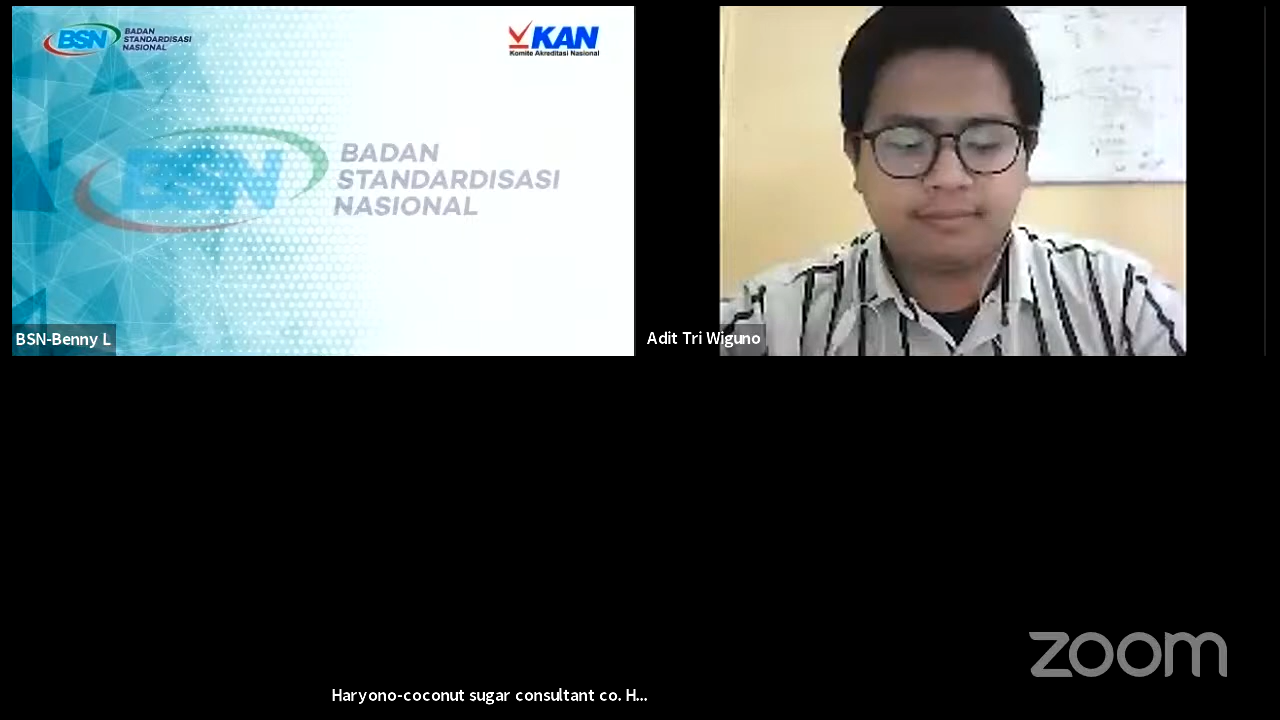 BSN BADAN
STANDARDISASI
NASIONAL
KAN
Komite Akreditasi Nasional
BSN BADAN
STANDARDISASI
NASIONAL
BSN-Benny L
Adit Tri Wiguno
Haryono-coconut sugar consultant co. H...
zoom